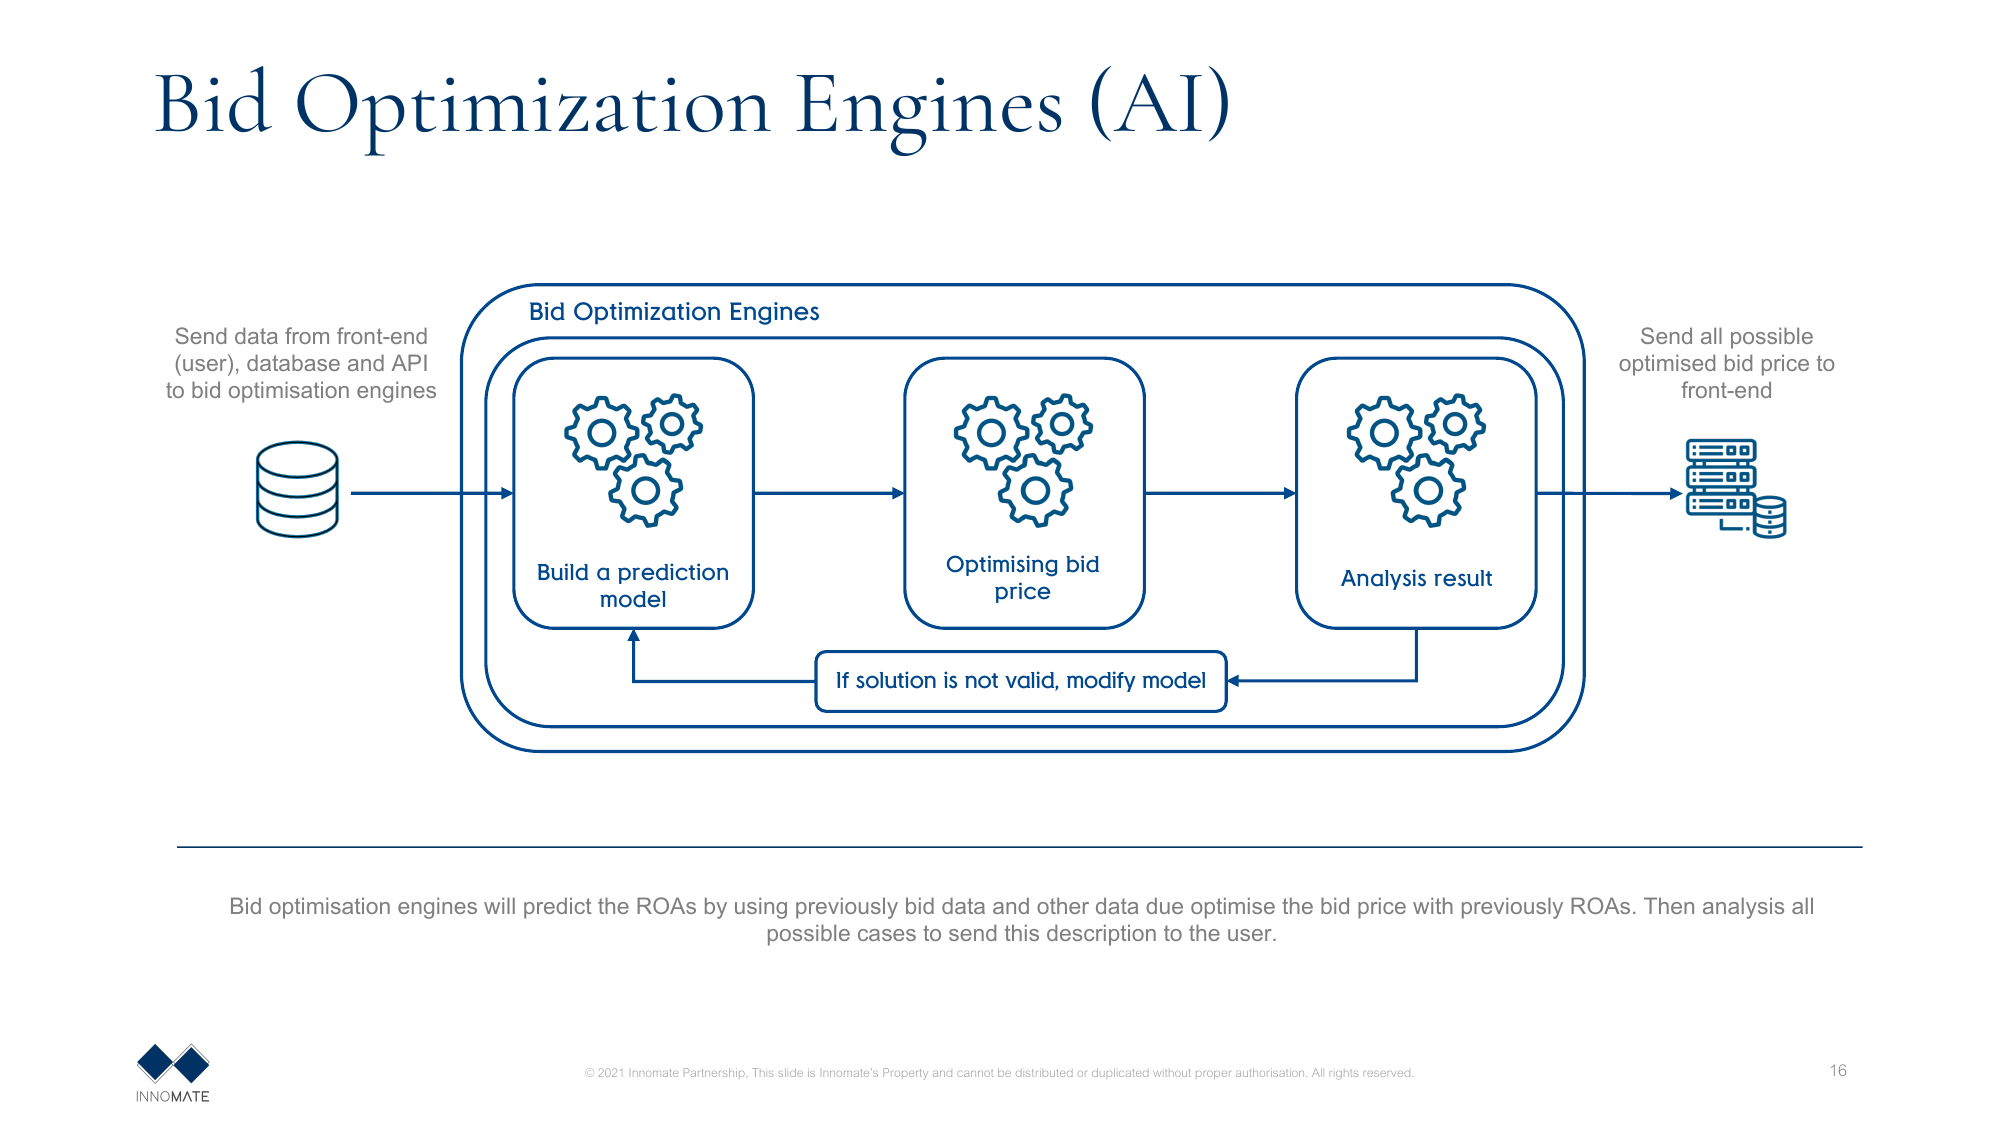 Bid Optimization Engines (AI)
Bid Optimization Engines
Send data from front-end
(user), database and API
to bid optimisation engines
Send all possible
optimised bid price to
front-end
Build a prediction
model
Optimising bid
price
Analysis result
If solution is not valid, modify model
Bid optimisation engines will predict the ROAs by using previously bid data and other data due optimise the bid price with previously ROAs. Then analysis all
possible cases to send this description to the user.
INNOMATE
© 2021 Innomate Partnership, This slide is Innomate's Property and cannot be distributed or duplicated without proper authorisation. All rights reserved.
16